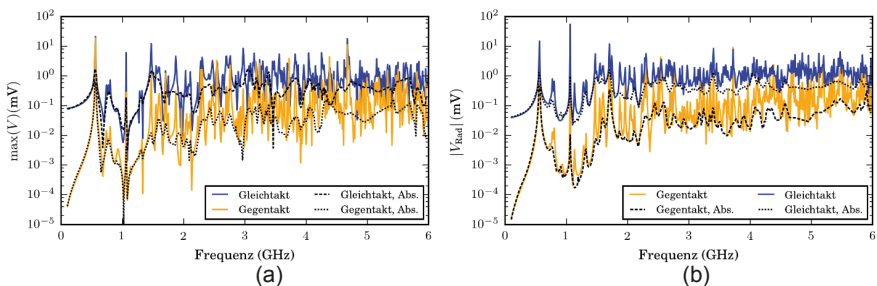 max(V) (mV)
10²
10¹
10⁰
10⁻¹
10⁻²
10⁻³
10⁻⁴
10⁻⁵
Gleichtakt
Gegentakt
Gleichtakt, Abs.
Gegentakt, Abs.
0 1 2 3 4 5 6
Frequenz (GHz)
(a)
|V_Rad| (mV)
10²
10¹
10⁰
10⁻¹
10⁻²
10⁻³
10⁻⁴
10⁻⁵
Gegentakt
Gegentakt, Abs.
Gleichtakt
Gleichtakt, Abs.
0 1 2 3 4 5 6
Frequenz (GHz)
(b)